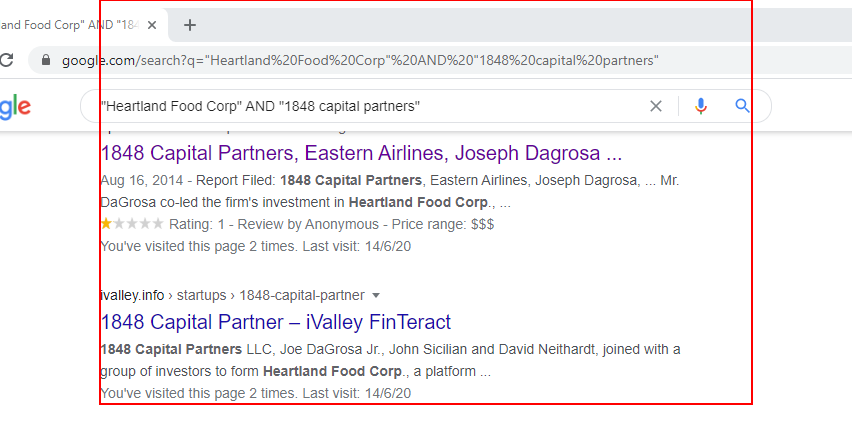 and Food Corp" AND "184
google.com/search?q="Heartland%20Food%20Corp"%20AND%20"1848%20capital%20partners"
gle "Heartland Food Corp" AND "1848 capital partners"
1848 Capital Partners, Eastern Airlines, Joseph Dagrosa ...
Aug 16, 2014 - Report Filed: 1848 Capital Partners, Eastern Airlines, Joseph Dagrosa, ... Mr.
DaGrosa co-led the firm's investment in Heartland Food Corp., ...
Rating: 1 - Review by Anonymous - Price range: $$$
You've visited this page 2 times. Last visit: 14/6/20
ivalley.info › startups › 1848-capital-partner
1848 Capital Partner – iValley FinTeract
1848 Capital Partners LLC, Joe DaGrosa Jr., John Sicilian and David Neithardt, joined with a
group of investors to form Heartland Food Corp., a platform ...
You've visited this page 2 times. Last visit: 14/6/20